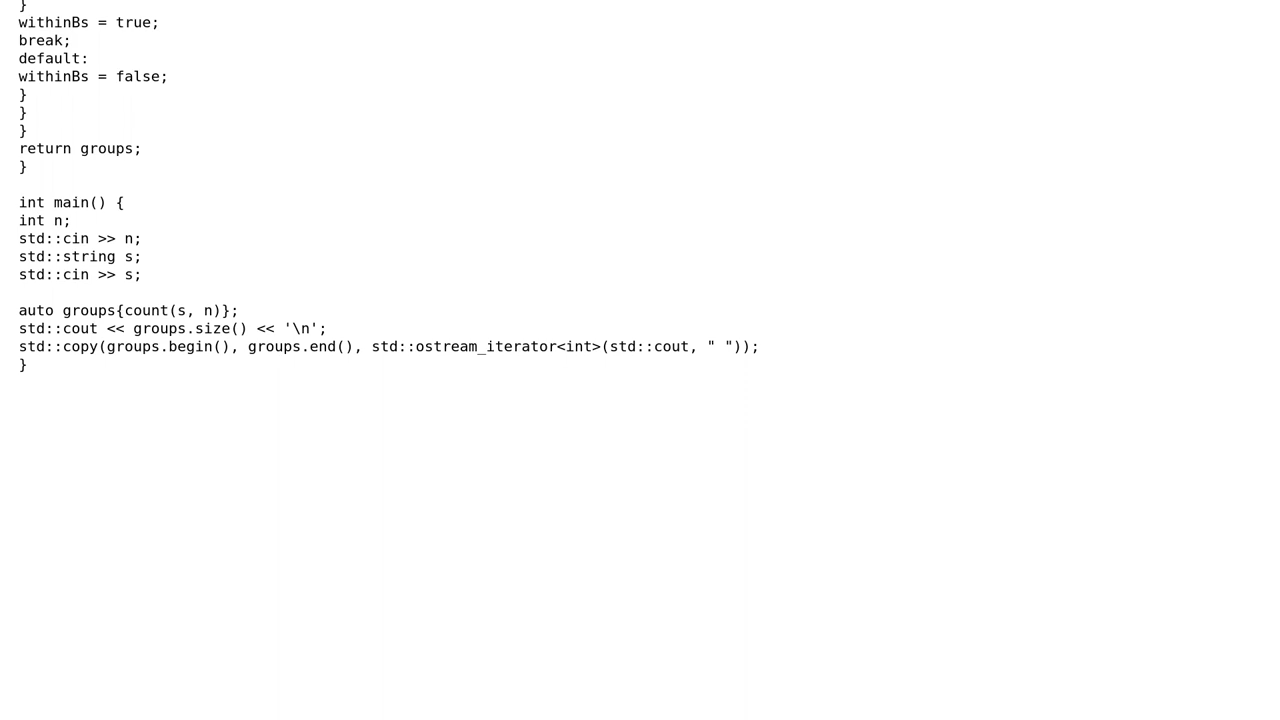 }
withinBs = true;
break;
default:
withinBs = false;
}
}
}
return groups;
}

int main() {
int n;
std::cin >> n;
std::string s;
std::cin >> s;

auto groups{count(s, n)};
std::cout << groups.size() << '\n';
std::copy(groups.begin(), groups.end(), std::ostream_iterator<int>(std::cout, " "));
}